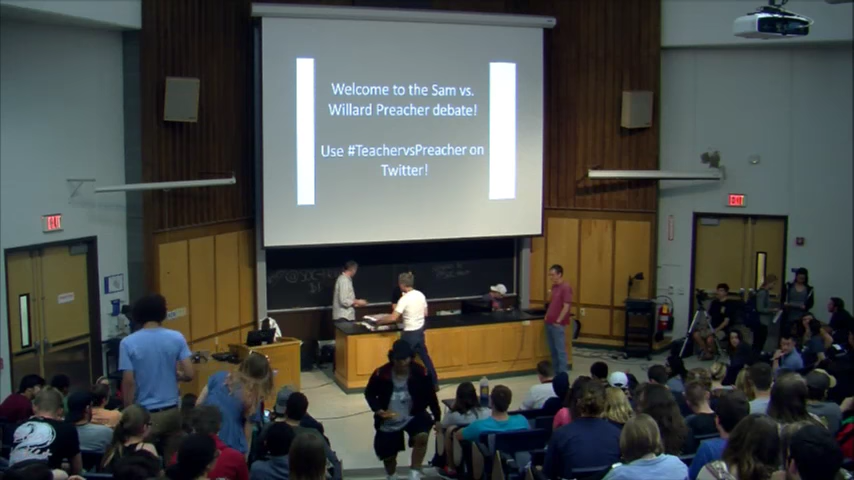 Welcome to the Sam vs.
Willard Preacher debate!
Use #TeachervsPreacher on
Twitter!
EXIT
EXIT